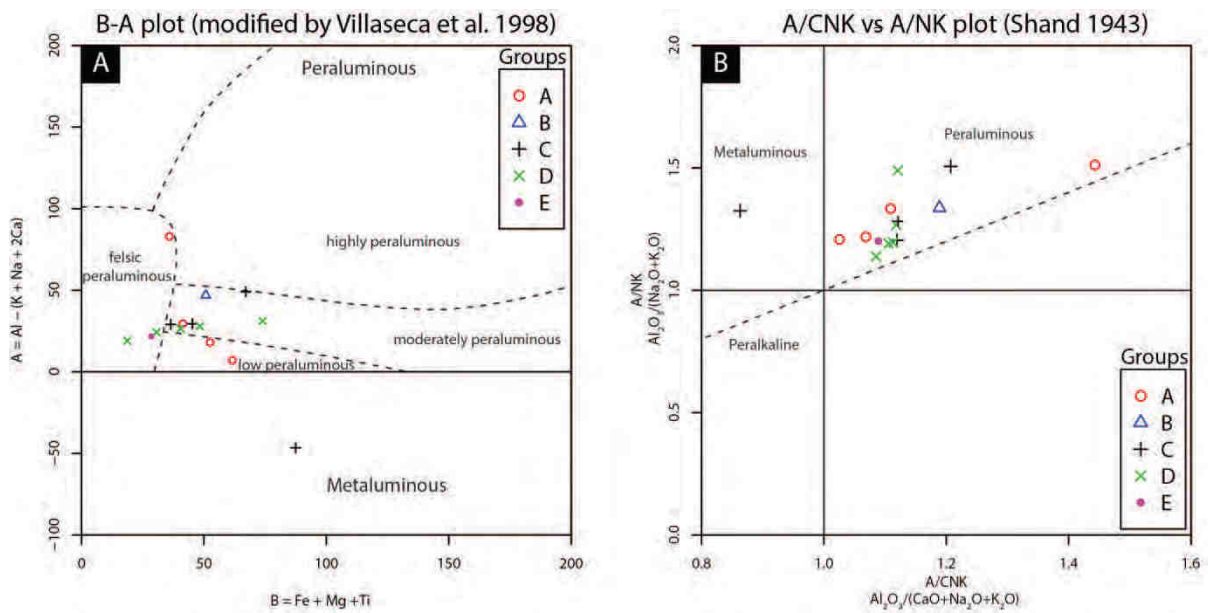 B-A plot (modified by Villaseca et al. 1998)
A
Peraluminous
Groups
A
B
C
D
E
highly peraluminous
felsic
peraluminous
moderately peraluminous
low peraluminous
Metaluminous
A = Al − (K + Na + 2Ca)
200
150
100
50
0
−50
−100
0
50
100
150
200
B = Fe + Mg +Ti
A/CNK vs A/NK plot (Shand 1943)
B
Peraluminous
Metaluminous
Peralkaline
Groups
A
B
C
D
E
A/NK
Al₂O₃/(Na₂O+K₂O)
2.0
1.5
1.0
0.5
0.0
0.8
1.0
1.2
1.4
1.6
A/CNK
Al₂O₃/(CaO+Na₂O+K₂O)